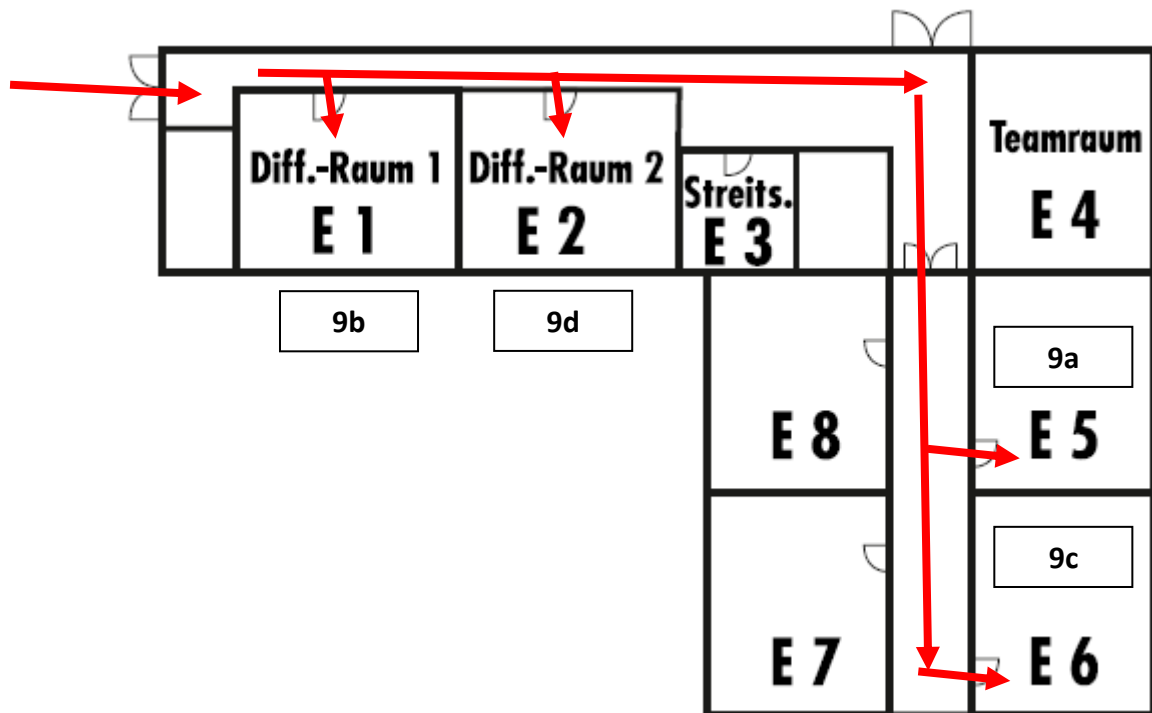 Diff.-Raum 1
E 1
Diff.-Raum 2
E 2
Streits.
E 3
Teamraum
E 4
9b
9d
9a
E 8
E 5
9c
E 7
E 6